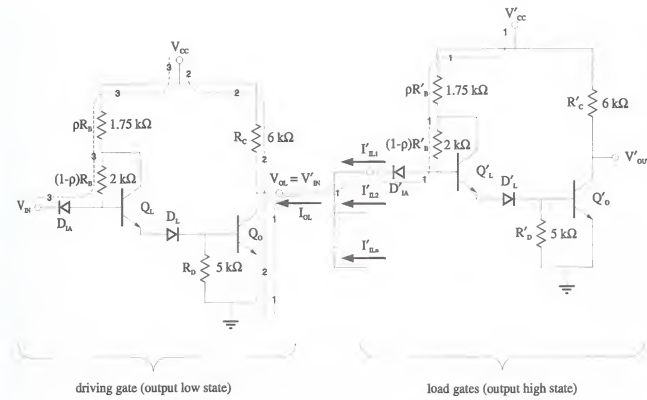 V'CC
1
VCC
3
2
1
3
2
ρRB 1.75 kΩ
RC 6 kΩ
ρR'B 1.75 kΩ
R'C 6 kΩ
3
2
1
(1-ρ)RB 2 kΩ
I'IL1
(1-ρ)R'B 2 kΩ
V'OUT
VOL = V'IN
VIN
3
DIA
QL
DL
QO
IOL
1
D'IA
1
Q'L
D'L
Q'O
I'IL2
RD 5 kΩ
2
1
I'ILn
R'D 5 kΩ
driving gate (output low state)
load gates (output high state)